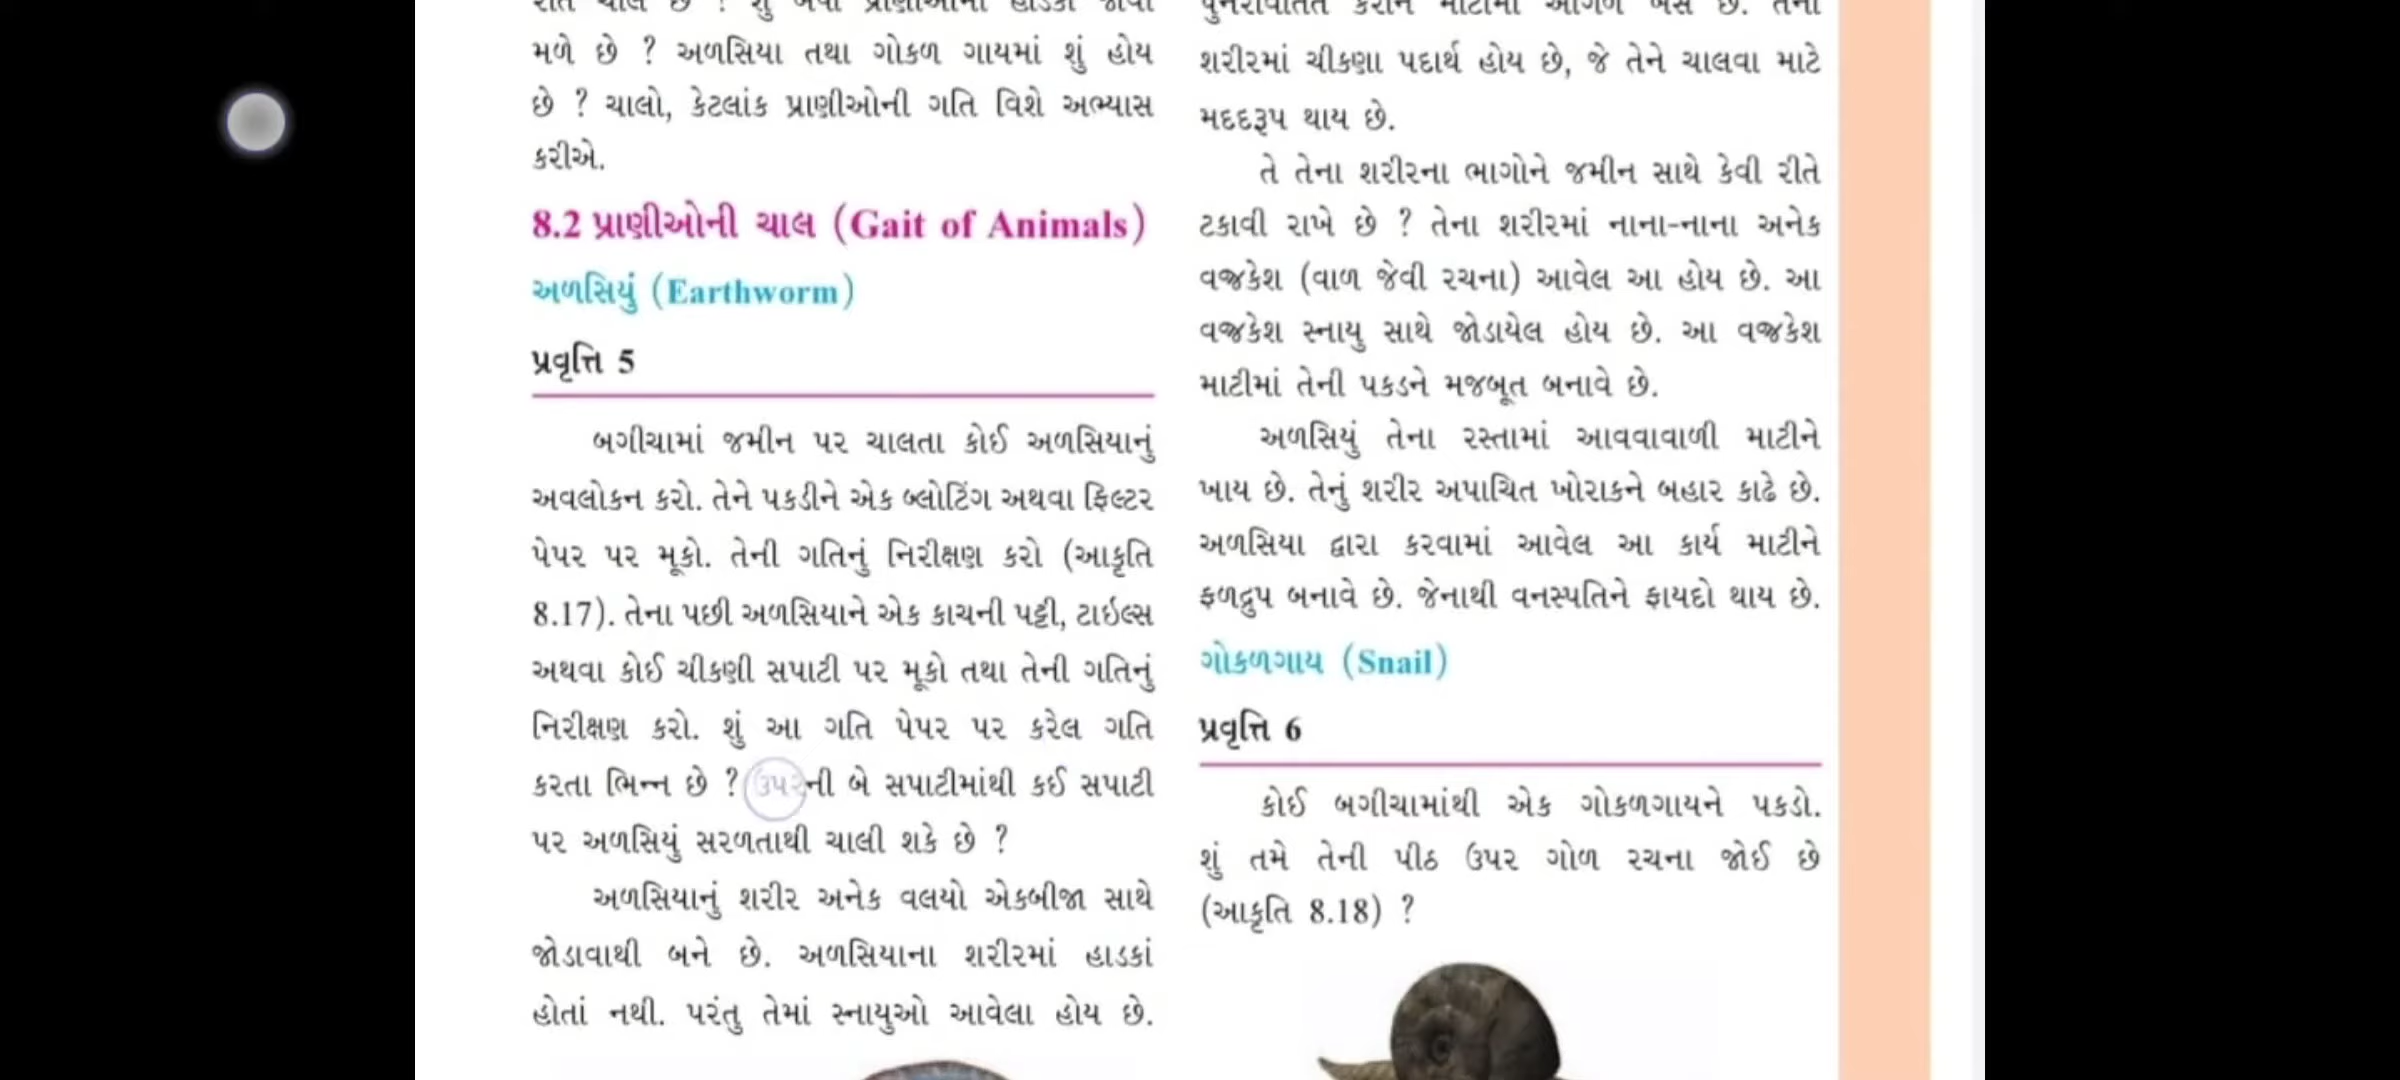 મળે છે ? અળસિયા તથા ગોકળ ગાયમાં શું હોય
છે ? ચાલો, કેટલાંક પ્રાણીઓની ગતિ વિશે અભ્યાસ
કરીએ.
8.2 પ્રાણીઓની ચાલ (Gait of Animals)
અળસિયું (Earthworm)
પ્રવૃત્તિ 5
બગીચામાં જમીન પર ચાલતા કોઈ અળસિયાનું
અવલોકન કરો. તેને પકડીને એક બ્લોટિંગ અથવા ફિલ્ટર
પેપર પર મૂકો. તેની ગતિનું નિરીક્ષણ કરો (આકૃતિ
8.17). તેના પછી અળસિયાને એક કાચની પટ્ટી, ટાઇલ્સ
અથવા કોઈ ચીકણી સપાટી પર મૂકો તથા તેની ગતિનું
નિરીક્ષણ કરો. શું આ ગતિ પેપર પર કરેલ ગતિ
કરતા ભિન્ન છે ? ઉપરની બે સપાટીમાંથી કઈ સપાટી
પર અળસિયું સરળતાથી ચાલી શકે છે ?
અળસિયાનું શરીર અનેક વલયો એકબીજા સાથે
જોડાવાથી બને છે. અળસિયાના શરીરમાં હાડકાં
હોતાં નથી. પરંતુ તેમાં સ્નાયુઓ આવેલા હોય છે.
શરીરમાં ચીકણા પદાર્થ હોય છે, જે તેને ચાલવા માટે
મદદરૂપ થાય છે.
તે તેના શરીરના ભાગોને જમીન સાથે કેવી રીતે
ટકાવી રાખે છે ? તેના શરીરમાં નાના-નાના અનેક
વજ્રકેશ (વાળ જેવી રચના) આવેલ આ હોય છે. આ
વજ્રકેશ સ્નાયુ સાથે જોડાયેલ હોય છે. આ વજ્રકેશ
માટીમાં તેની પકડને મજબૂત બનાવે છે.
અળસિયું તેના રસ્તામાં આવવાવાળી માટીને
ખાય છે. તેનું શરીર અપાચિત ખોરાકને બહાર કાઢે છે.
અળસિયા દ્વારા કરવામાં આવેલ આ કાર્ય માટીને
ફળદ્રુપ બનાવે છે. જેનાથી વનસ્પતિને ફાયદો થાય છે.
ગોકળગાય (Snail)
પ્રવૃત્તિ 6
કોઈ બગીચામાંથી એક ગોકળગાયને પકડો.
શું તમે તેની પીઠ ઉપર ગોળ રચના જોઈ છે
(આકૃતિ 8.18) ?